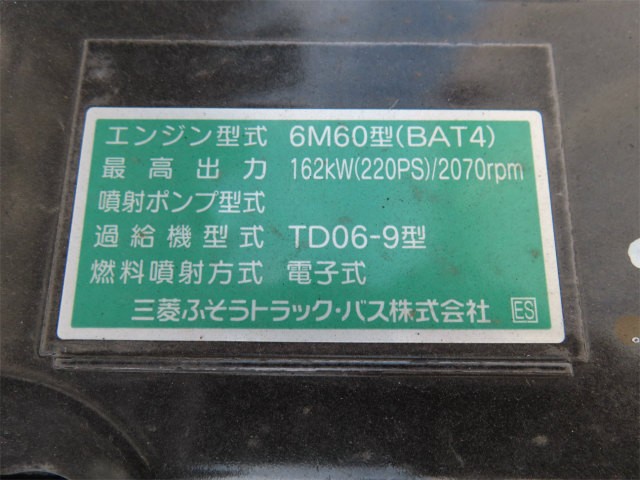 エンジン型式 6M60型(BAT4)
最高出力 162kW(220PS)/2070rpm
噴射ポンプ型式
過給機型式 TD06-9型
燃料噴射方式 電子式
三菱ふそうトラック・バス株式会社 ES